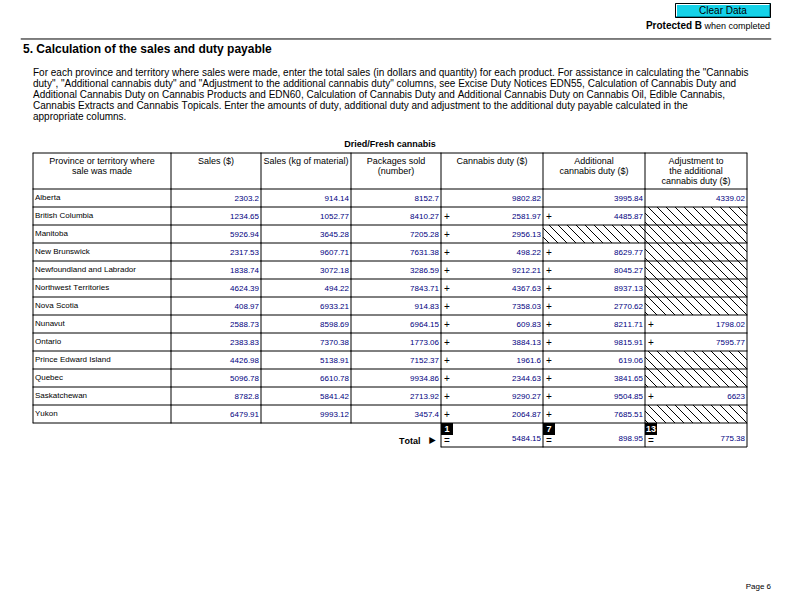 Clear Data
Protected B when completed
5. Calculation of the sales and duty payable
For each province and territory where sales were made, enter the total sales (in dollars and quantity) for each product. For assistance in calculating the "Cannabis
duty", "Additional cannabis duty" and "Adjustment to the additional cannabis duty" columns, see Excise Duty Notices EDN55, Calculation of Cannabis Duty and
Additional Cannabis Duty on Cannabis Products and EDN60, Calculation of Cannabis Duty and Additional Cannabis Duty on Cannabis Oil, Edible Cannabis,
Cannabis Extracts and Cannabis Topicals. Enter the amounts of duty, additional duty and adjustment to the additional duty payable calculated in the
appropriate columns.
Dried/Fresh cannabis
Province or territory where sale was made Sales ($) Sales (kg of material) Packages sold (number) Cannabis duty ($) Additional cannabis duty ($) Adjustment to the additional cannabis duty ($)
Alberta 2303.2 914.14 8152.7 9802.82 3995.84 4339.02
British Columbia 1234.65 1052.77 8410.27 + 2581.97 + 4485.87
Manitoba 5926.94 3645.28 7205.28 + 2956.13
New Brunswick 2317.53 9607.71 7631.38 + 498.22 + 8629.77
Newfoundland and Labrador 1838.74 3072.18 3286.59 + 9212.21 + 8045.27
Northwest Territories 4624.39 494.22 7843.71 + 4367.63 + 8937.13
Nova Scotia 408.97 6933.21 914.83 + 7358.03 + 2770.62
Nunavut 2588.73 8598.69 6964.15 + 609.83 + 8211.71 + 1798.02
Ontario 2383.83 7370.38 1773.06 + 3884.13 + 9815.91 + 7595.77
Prince Edward Island 4426.98 5138.91 7152.37 + 1961.6 + 619.06
Quebec 5096.78 6610.78 9934.86 + 2344.63 + 3841.65
Saskatchewan 8782.8 5841.42 2713.92 + 9290.27 + 9504.85 + 6623
Yukon 6479.91 9993.12 3457.4 + 2064.87 + 7685.51
Total ► 1 = 5484.15 7 = 898.95 13 = 775.38
Page 6